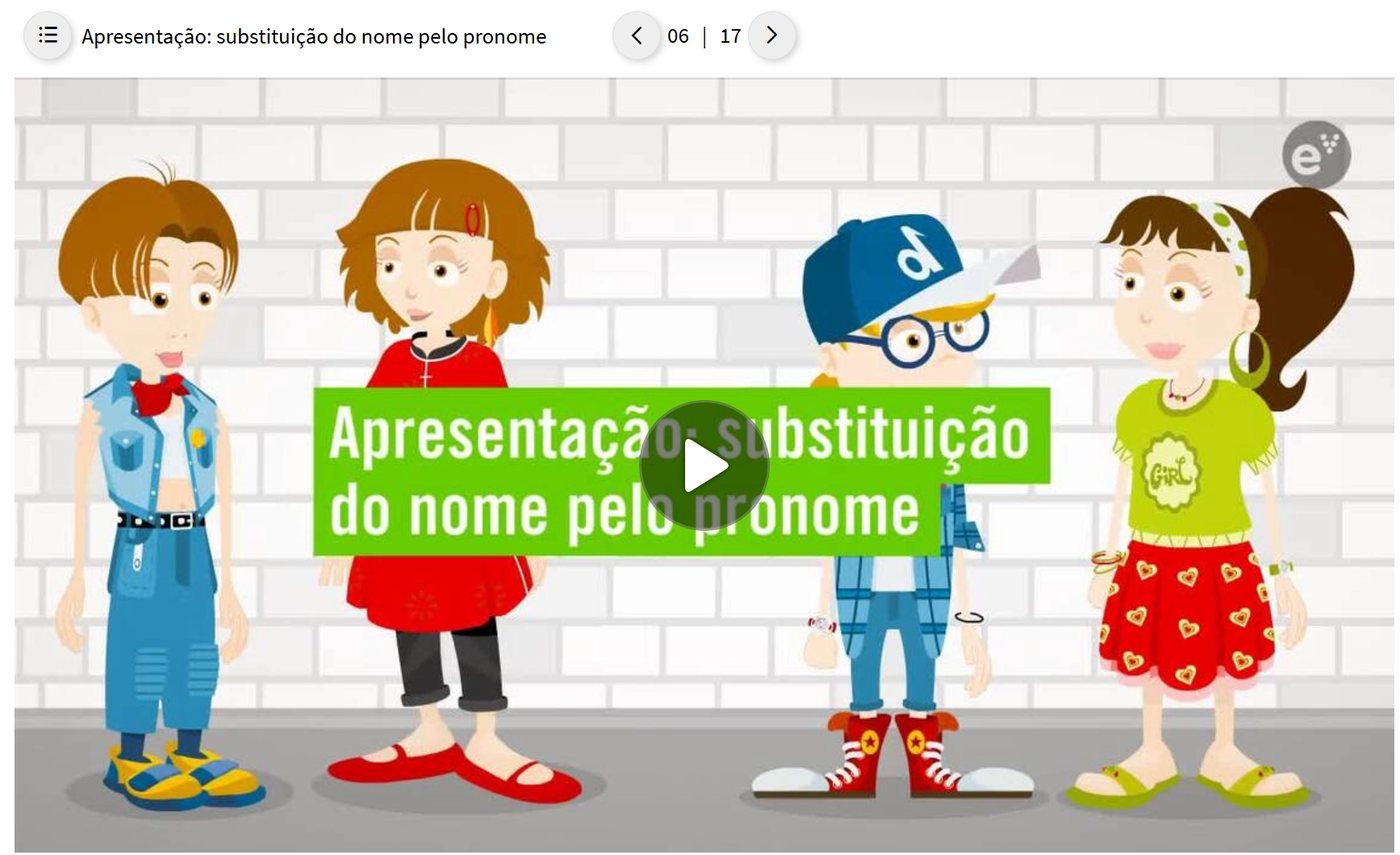 Apresentação: substituição do nome pelo pronome
06 | 17
e
d
Apresentação: substituição
do nome pelo pronome
GiRL